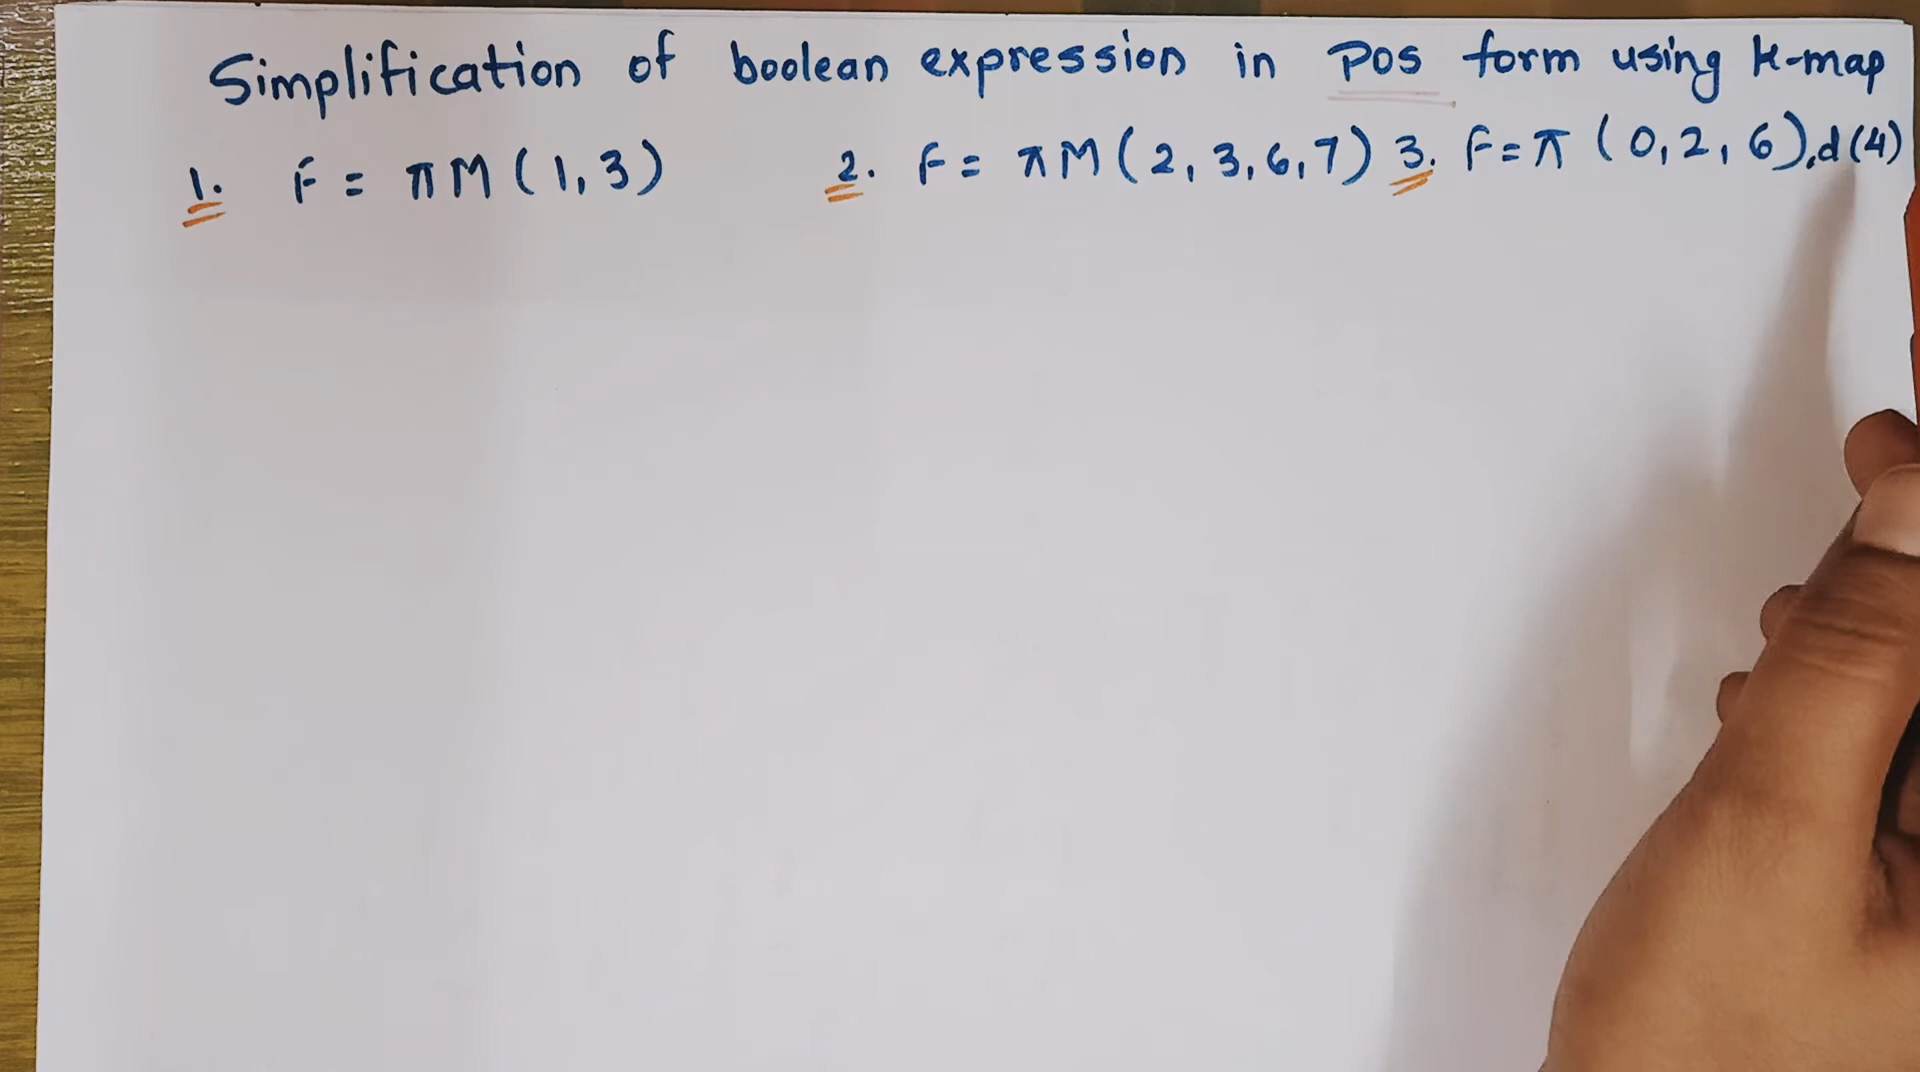 Simplification of boolean expression in POS form using K-map
1. F = πM (1,3) 2. F = πM (2, 3, 6, 7) 3. F = π (0, 2, 6), d (4)